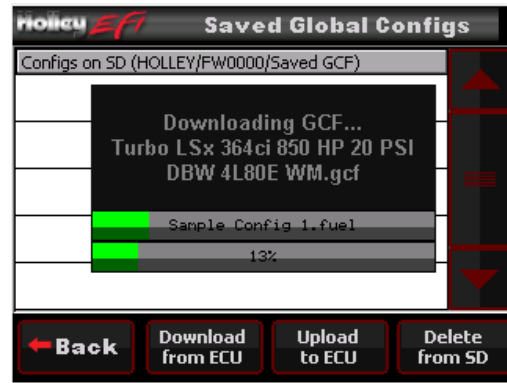 Holley EFI Saved Global Configs
Configs on SD (HOLLEY/FW0000/Saved GCF)
Downloading GCF...
Turbo LSx 364ci 850 HP 20 PSI
DBW 4L80E WM.gcf
Sample Config 1.fuel
13%
Back
Download
from ECU
Upload
to ECU
Delete
from SD